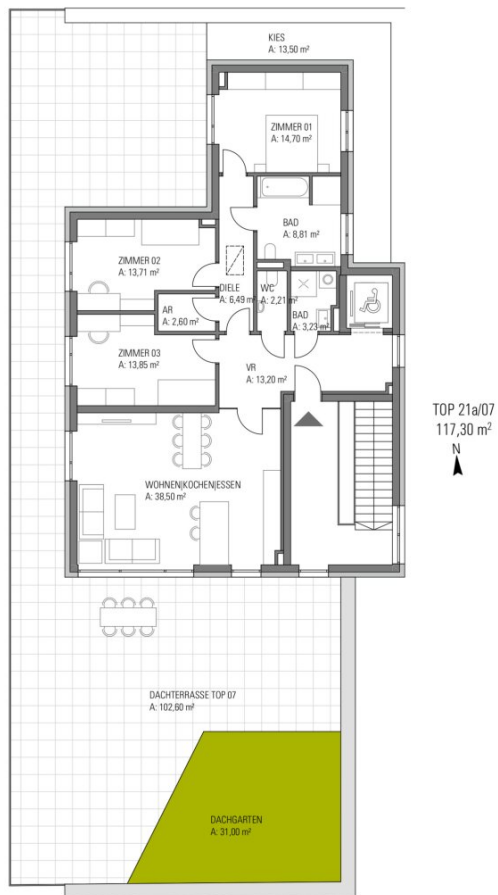 KIES
A: 13,50 m²
ZIMMER 01
A: 14,70 m²
BAD
A: 8,81 m²
ZIMMER 02
A: 13,71 m²
DIELE
A: 6,49 m²
WC
A: 2,21 m²
AR
A: 2,60 m²
BAD
A: 3,23 m²
ZIMMER 03
A: 13,85 m²
VR
A: 13,20 m²
TOP 21a/07
117,30 m²
N
WOHNEN|KOCHEN|ESSEN
A: 38,50 m²
DACHTERRASSE TOP 07
A: 102,60 m²
DACHGARTEN
A: 31,00 m²